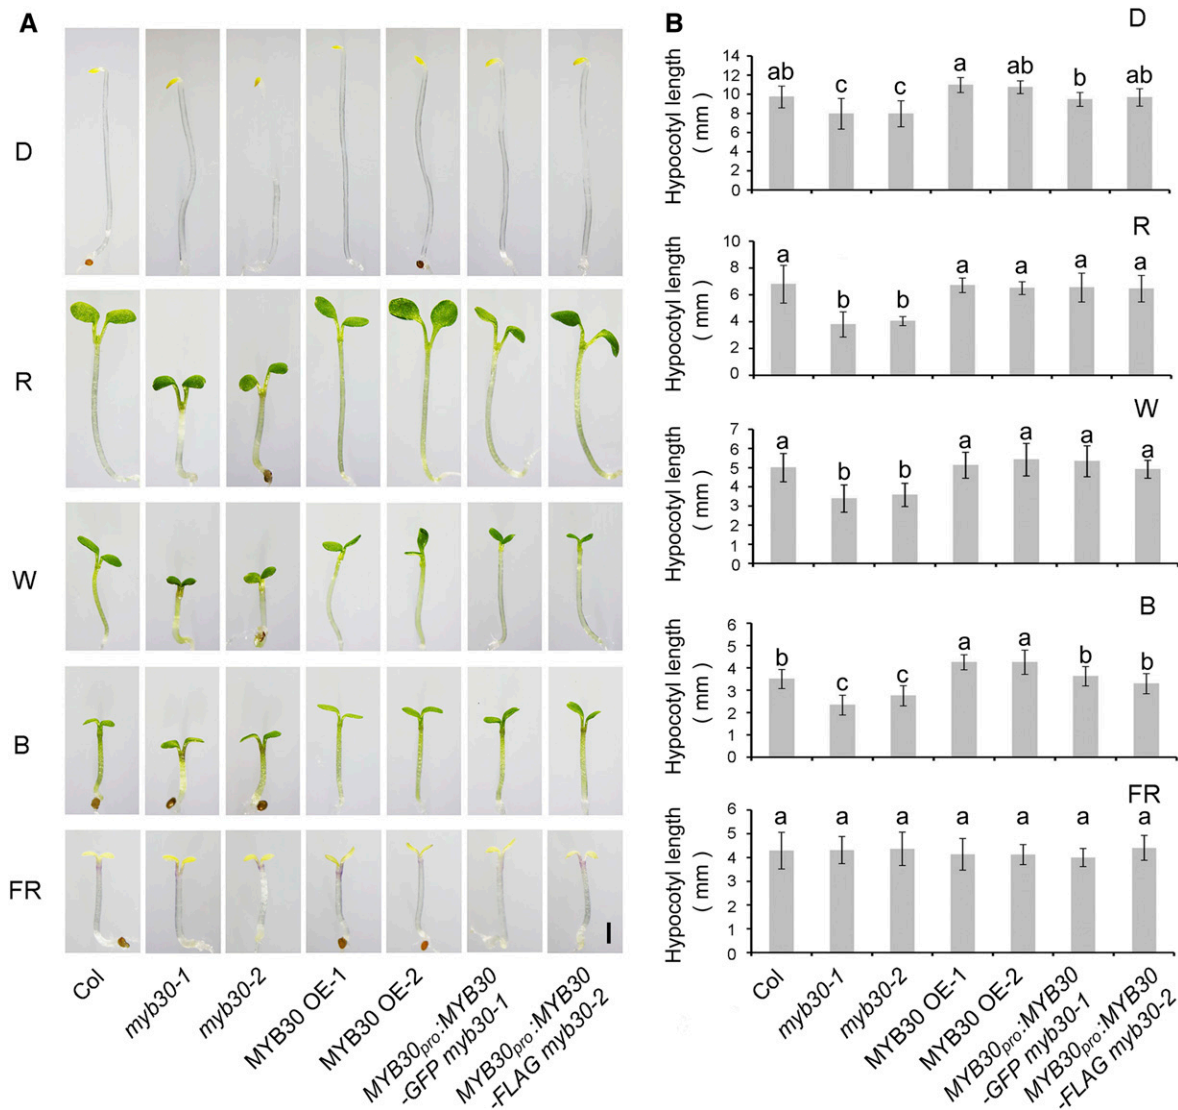 A
D
R
W
B
FR
Col
myb30-1
myb30-2
MYB30 OE-1
MYB30 OE-2
MYB30pro::MYB30
-GFP myb30-1
MYB30pro::MYB30
-FLAG myb30-2
B
D
Hypocotyl length
( mm )
14
12
10
8
6
4
2
0
ab
c
c
a
ab
b
ab
R
Hypocotyl length
( mm )
10
8
6
4
2
0
a
b
b
a
a
a
a
W
Hypocotyl length
( mm )
7
6
5
4
3
2
1
0
a
b
b
a
a
a
a
B
Hypocotyl length
( mm )
6
5
4
3
2
1
0
b
c
c
a
a
b
b
FR
Hypocotyl length
( mm )
6
5
4
3
2
1
0
a
a
a
a
a
a
a
Col
myb30-1
myb30-2
MYB30 OE-1
MYB30 OE-2
MYB30pro::MYB30
-GFP myb30-1
MYB30pro::MYB30
-FLAG myb30-2